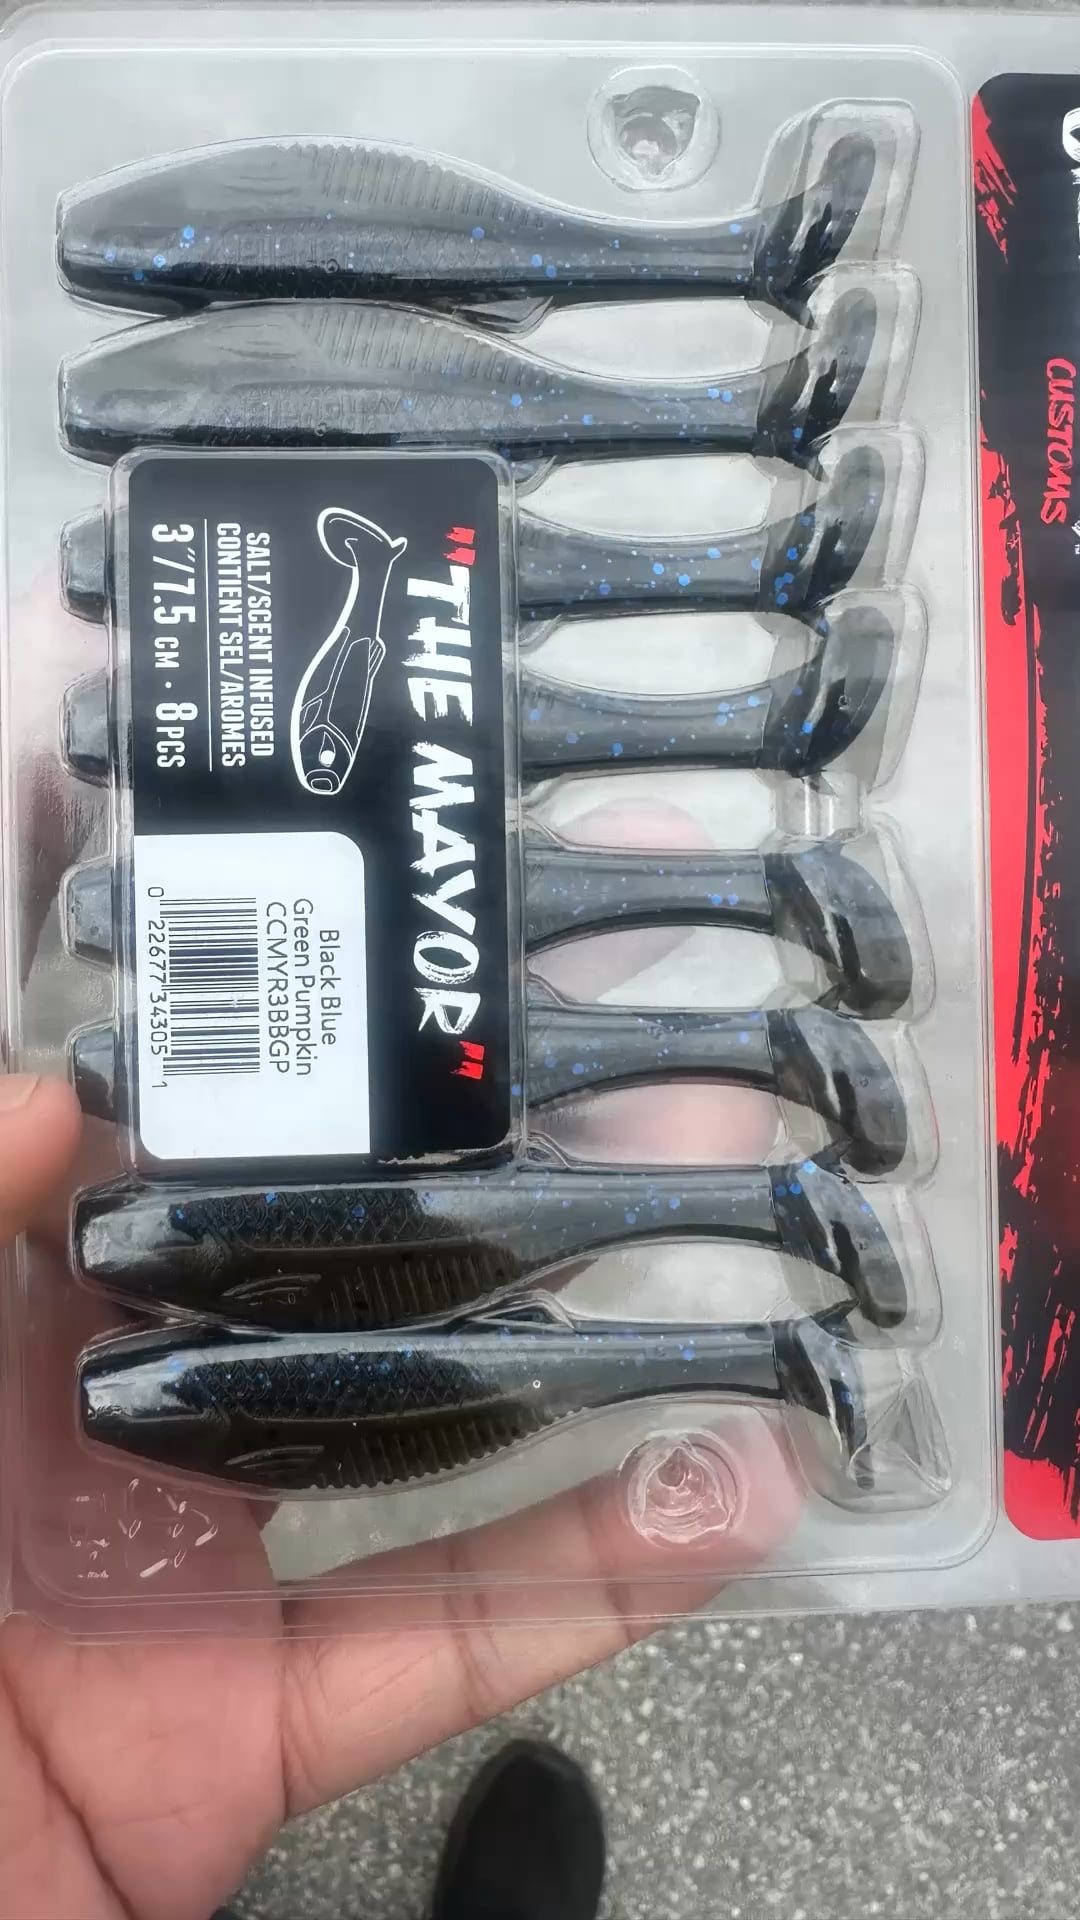 "THE MAYOR"
SALT/SCENT INFUSED
CONTIENT SEL/AROMES
3"/7.5 CM • 8 PCS
Black Blue
Green Pumpkin
CCMYR3BBGP
0 22677 34305 1
CUSTOMS